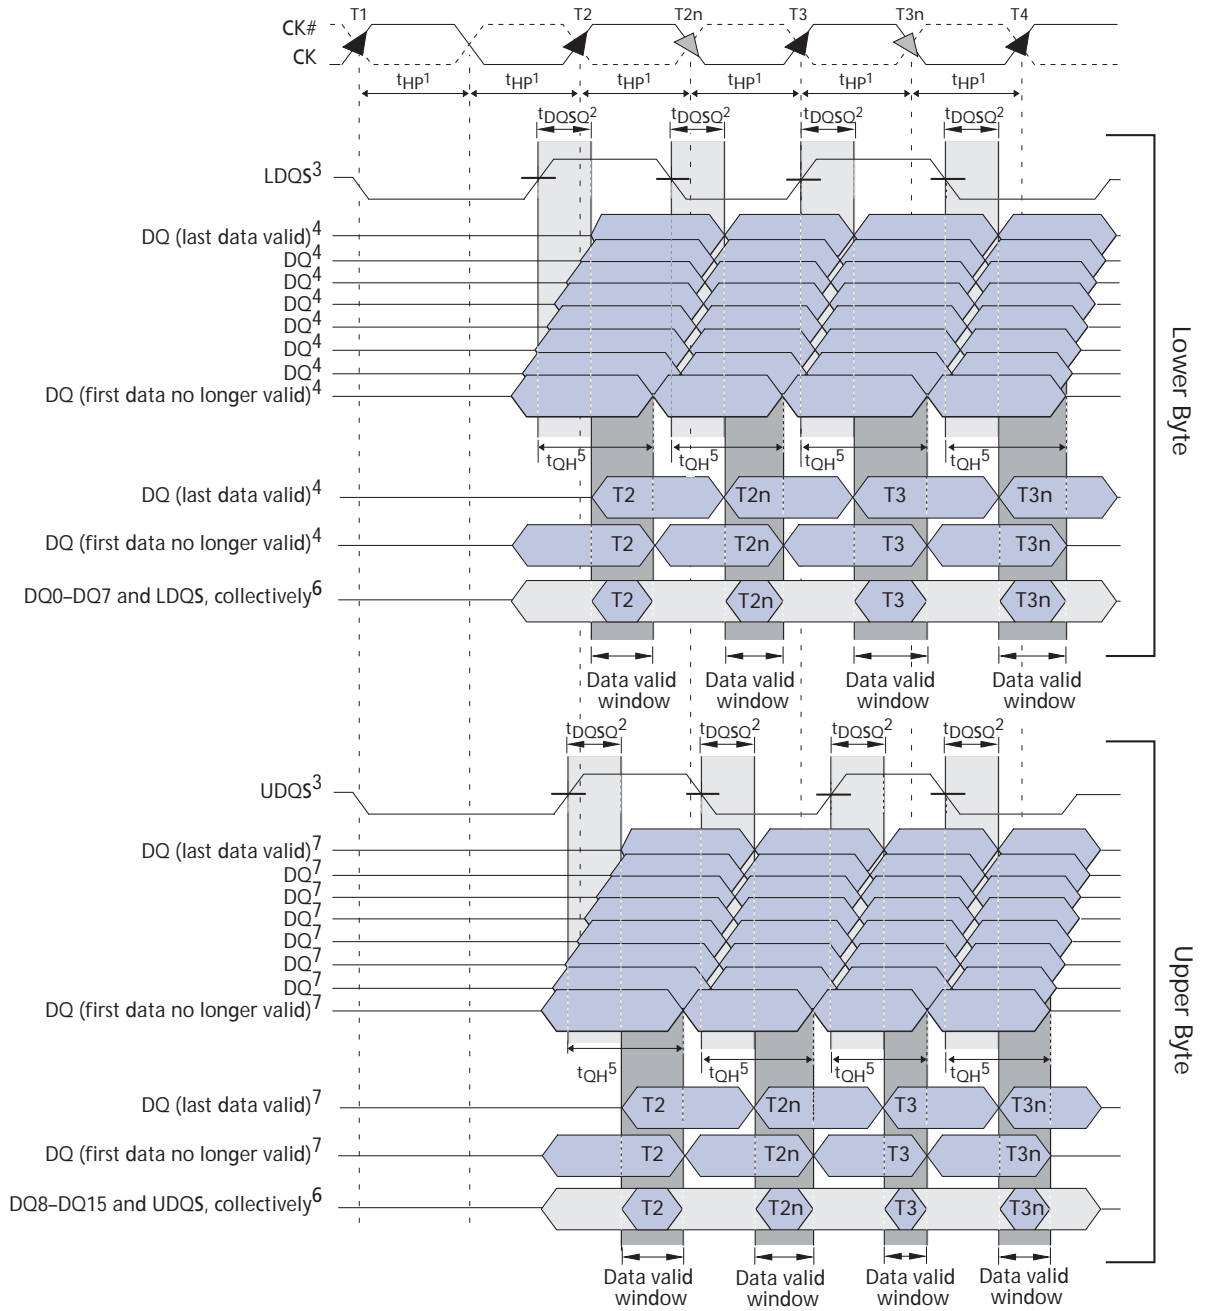 T1 T2 T2n T3 T3n T4
CK#
CK
tHP1 tHP1 tHP1 tHP1 tHP1 tHP1
tDQSQ2 tDQSQ2 tDQSQ2 tDQSQ2
LDQS3
DQ (last data valid)4
DQ4
DQ4
DQ4
DQ4
DQ4
DQ4
DQ (first data no longer valid)4
tQH5 tQH5 tQH5 tQH5
DQ (last data valid)4 T2 T2n T3 T3n
DQ (first data no longer valid)4 T2 T2n T3 T3n
DQ0–DQ7 and LDQS, collectively6 T2 T2n T3 T3n
Data valid Data valid Data valid Data valid
window window window window
Lower Byte
tDQSQ2 tDQSQ2 tDQSQ2 tDQSQ2
UDQS3
DQ (last data valid)7
DQ7
DQ7
DQ7
DQ7
DQ7
DQ7
DQ (first data no longer valid)7
tQH5 tQH5 tQH5 tQH5
DQ (last data valid)7 T2 T2n T3 T3n
DQ (first data no longer valid)7 T2 T2n T3 T3n
DQ8–DQ15 and UDQS, collectively6 T2 T2n T3 T3n
Data valid Data valid Data valid Data valid
window window window window
Upper Byte